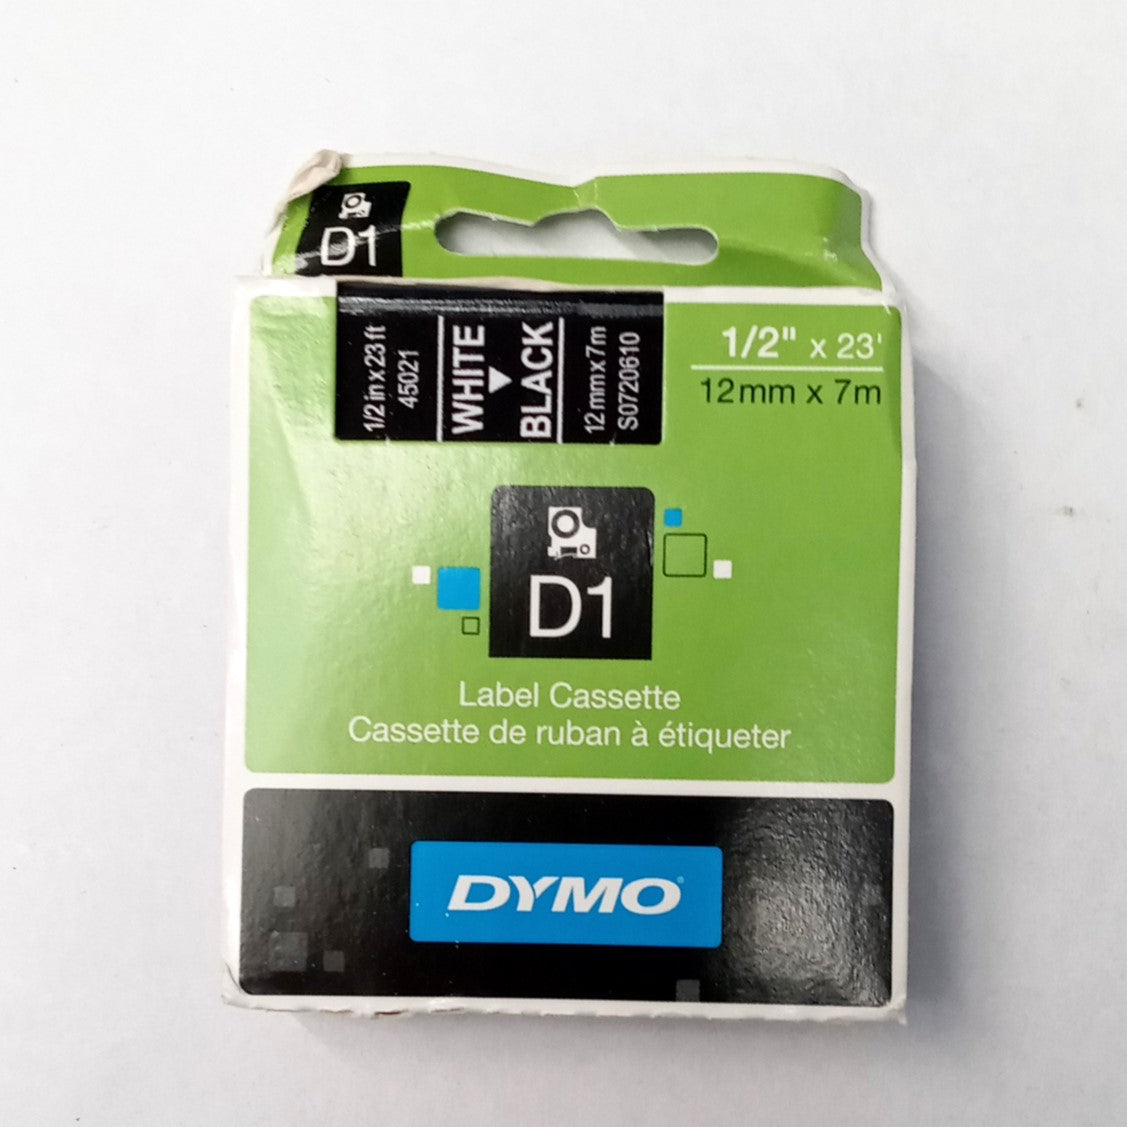 D1
1/2 in x 23 ft
45021
WHITE
BLACK
12 mm x 7 m
S0720610
1/2" x 23'
12mm x 7m
D1
Label Cassette
Cassette de ruban à étiqueter
DYMO